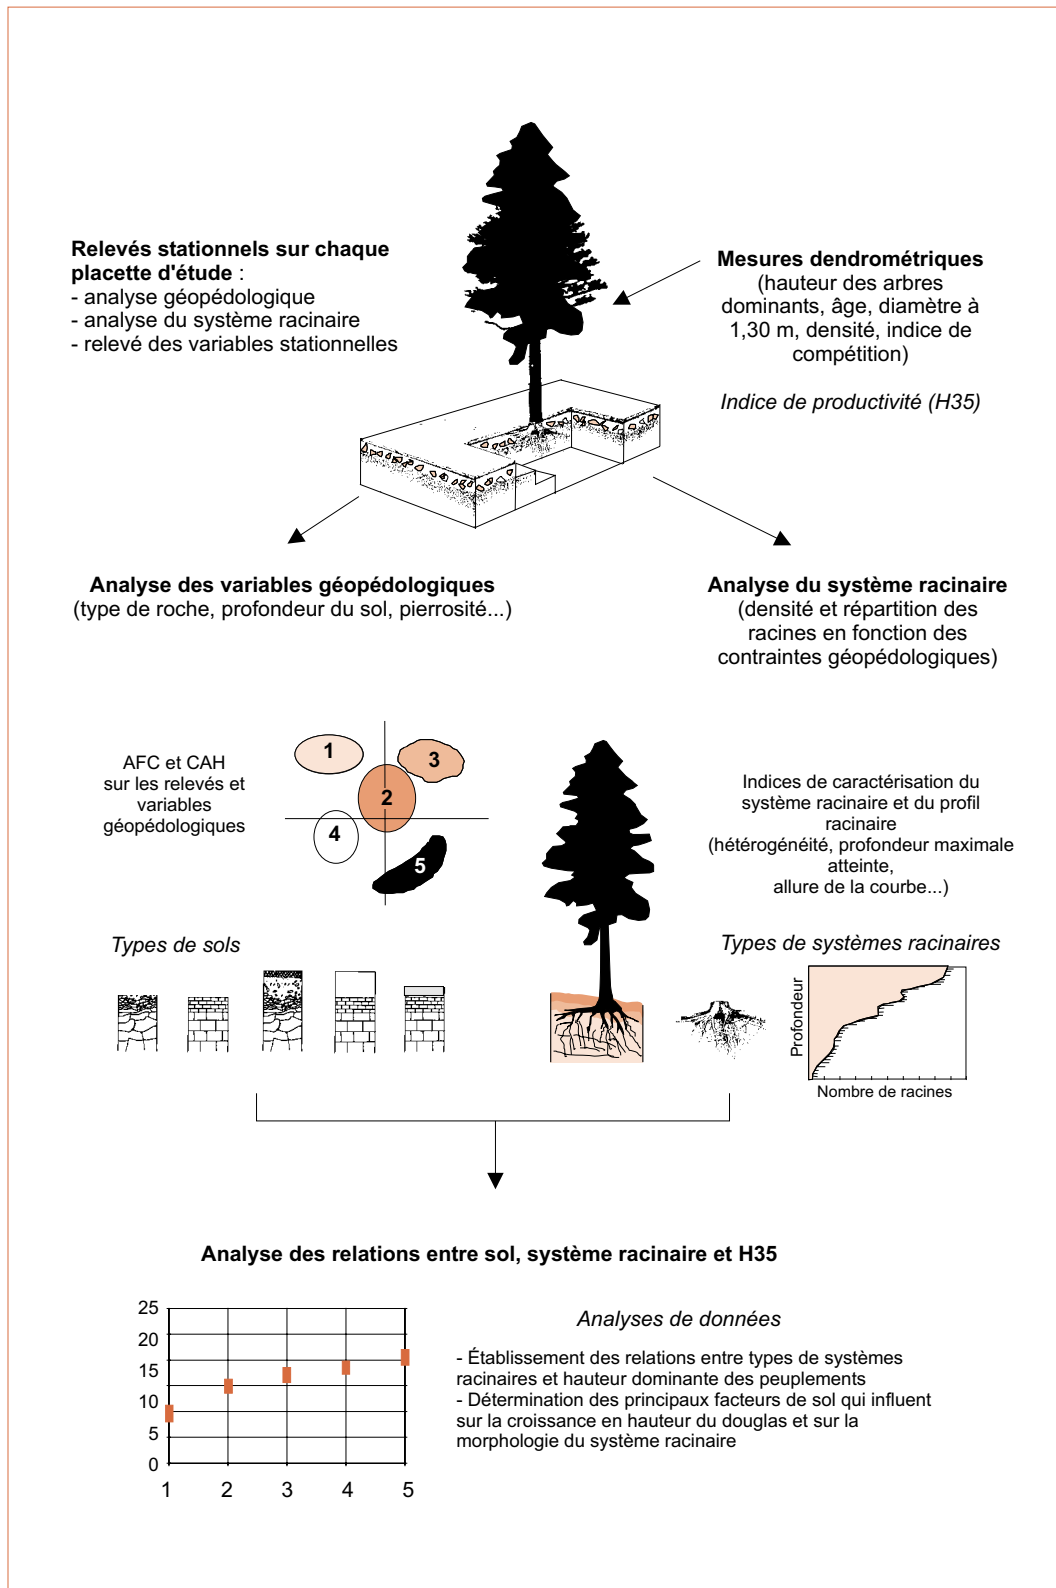 Relevés stationnels sur chaque
placette d'étude :
- analyse géopédologique
- analyse du système racinaire
- relevé des variables stationnelles
Mesures dendrométriques
(hauteur des arbres
dominants, âge, diamètre à
1,30 m, densité, indice de
compétition)
Indice de productivité (H35)
Analyse des variables géopédologiques
(type de roche, profondeur du sol, pierrosité...)
Analyse du système racinaire
(densité et répartition des
racines en fonction des
contraintes géopédologiques)
AFC et CAH
sur les relevés et
variables
géopédologiques
1
3
2
4
5
Indices de caractérisation du
système racinaire et du profil
racinaire
(hétérogénéité, profondeur maximale
atteinte,
allure de la courbe...)
Types de sols
Types de systèmes racinaires
Profondeur
Nombre de racines
Analyse des relations entre sol, système racinaire et H35
25
20
15
10
5
0
1 2 3 4 5
Analyses de données
- Établissement des relations entre types de systèmes
racinaires et hauteur dominante des peuplements
- Détermination des principaux facteurs de sol qui influent
sur la croissance en hauteur du douglas et sur la
morphologie du système racinaire